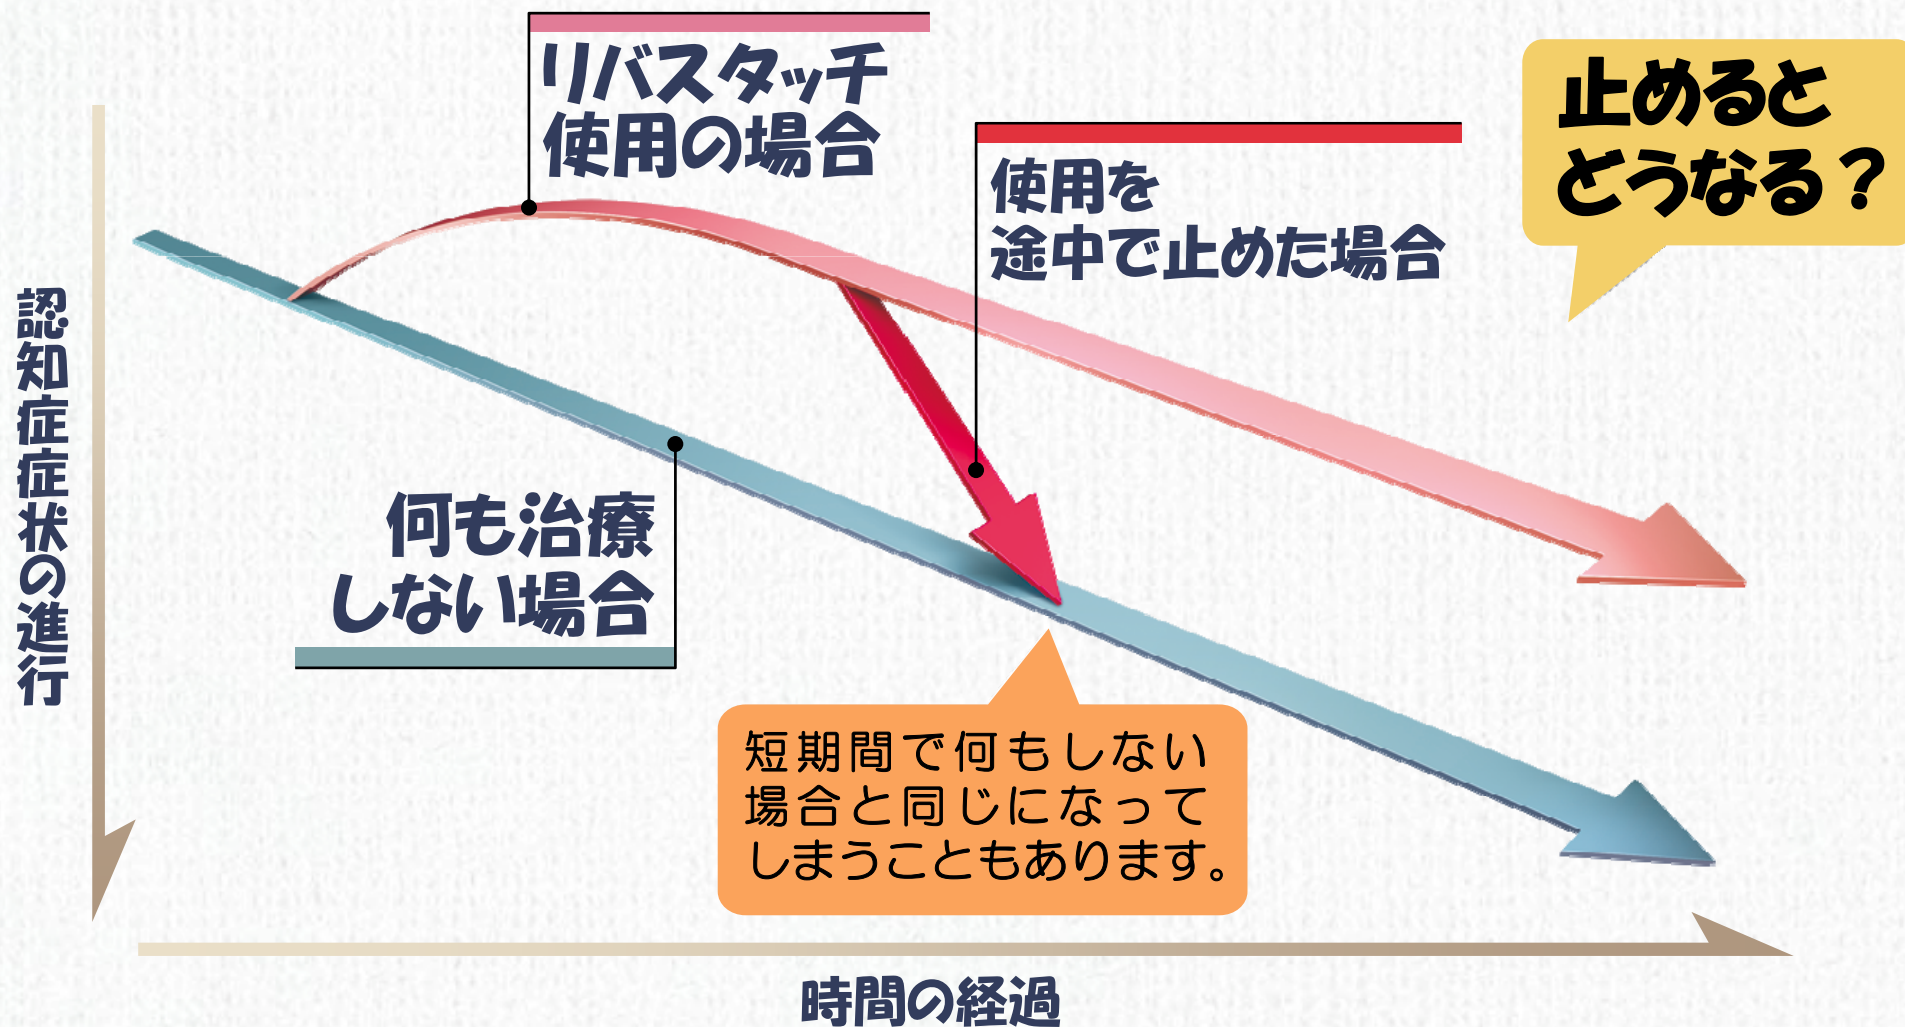 リバスタッチ
使用の場合
止めると
どうなる？
使用を
途中で止めた場合
認知症症状の進行
何も治療
しない場合
短期間で何もしない
場合と同じになって
しまうこともあります。
時間の経過